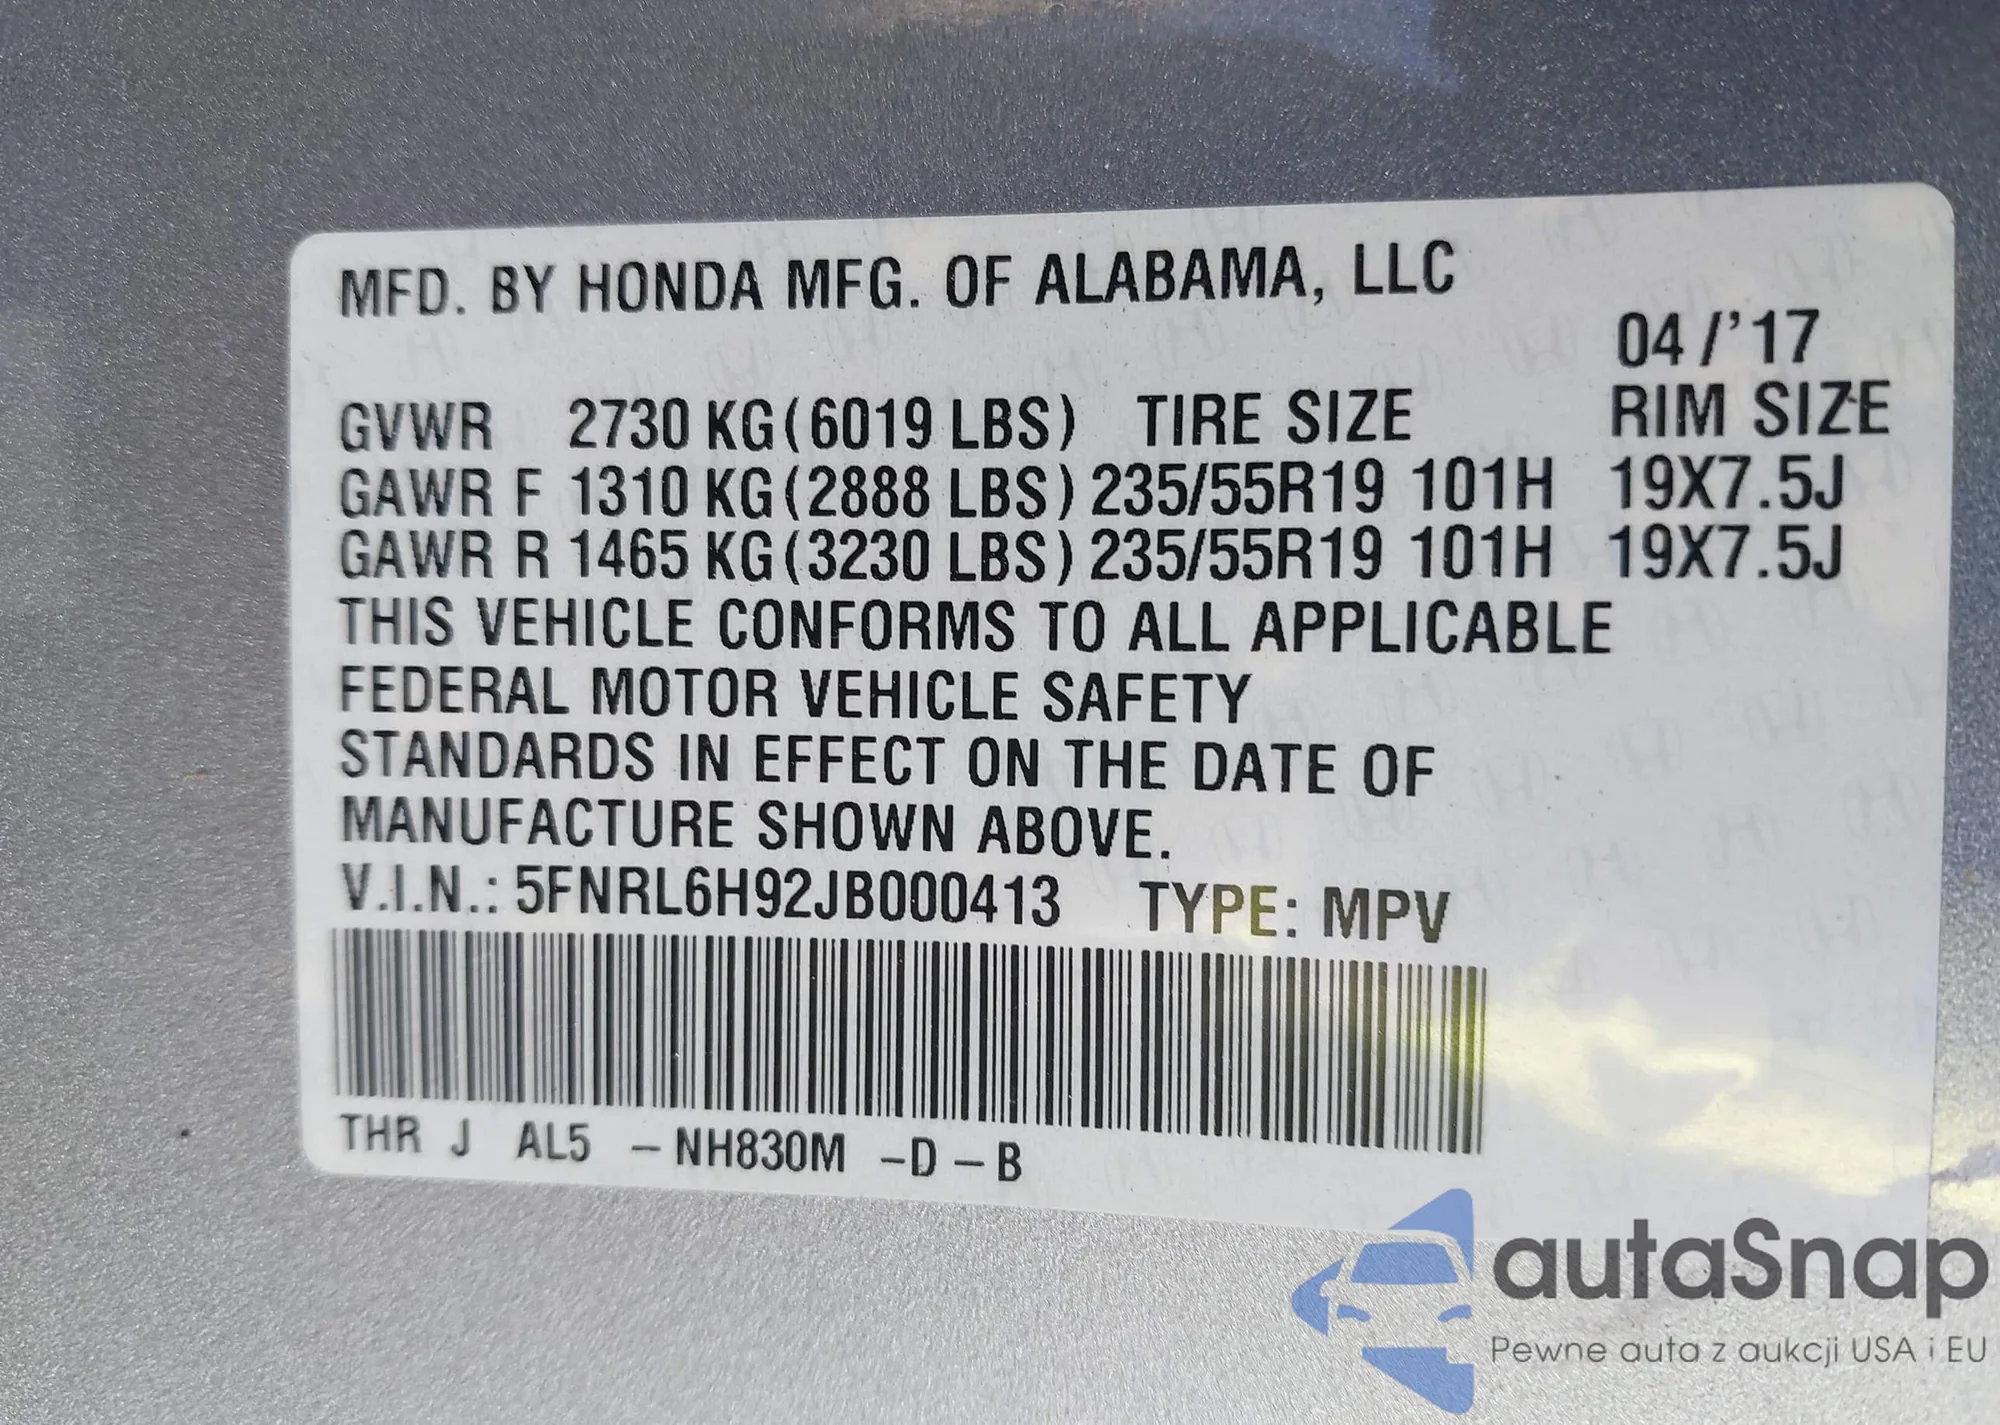 MFD. BY HONDA MFG. OF ALABAMA, LLC
04/'17
GVWR 2730 KG(6019 LBS) TIRE SIZE RIM SIZE
GAWR F 1310 KG(2888 LBS) 235/55R19 101H 19X7.5J
GAWR R 1465 KG(3230 LBS) 235/55R19 101H 19X7.5J
THIS VEHICLE CONFORMS TO ALL APPLICABLE
FEDERAL MOTOR VEHICLE SAFETY
STANDARDS IN EFFECT ON THE DATE OF
MANUFACTURE SHOWN ABOVE.
V.I.N.: 5FNRL6H92JB000413 TYPE: MPV
THR J AL5 -NH830M -D-B
autaSnap
Pewne auta z aukcji USA i EU